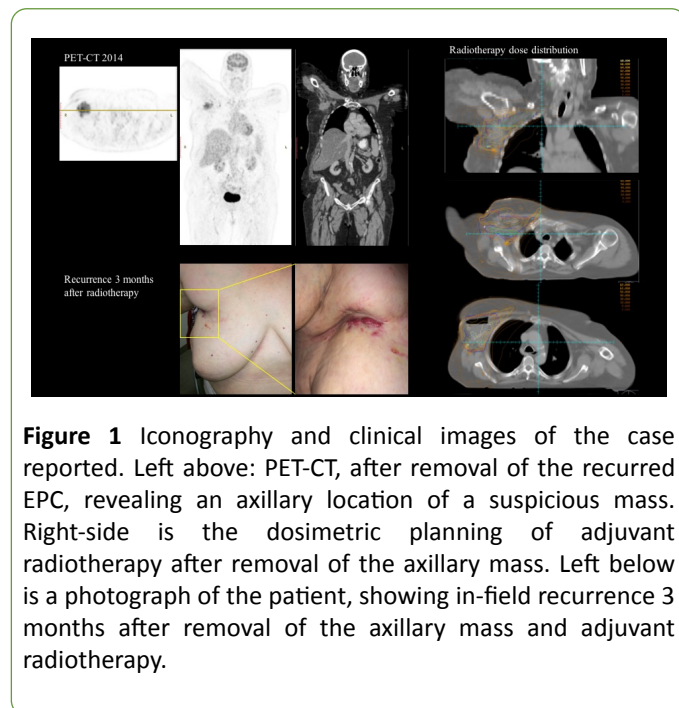 PET-CT 2014
Radiotherapy dose distribution
Recurrence 3 months
after radiotherapy
Figure 1 Iconography and clinical images of the case
reported. Left above: PET-CT, after removal of the recurred
EPC, revealing an axillary location of a suspicious mass.
Right-side is the dosimetric planning of adjuvant
radiotherapy after removal of the axillary mass. Left below
is a photograph of the patient, showing in-field recurrence 3
months after removal of the axillary mass and adjuvant
radiotherapy.